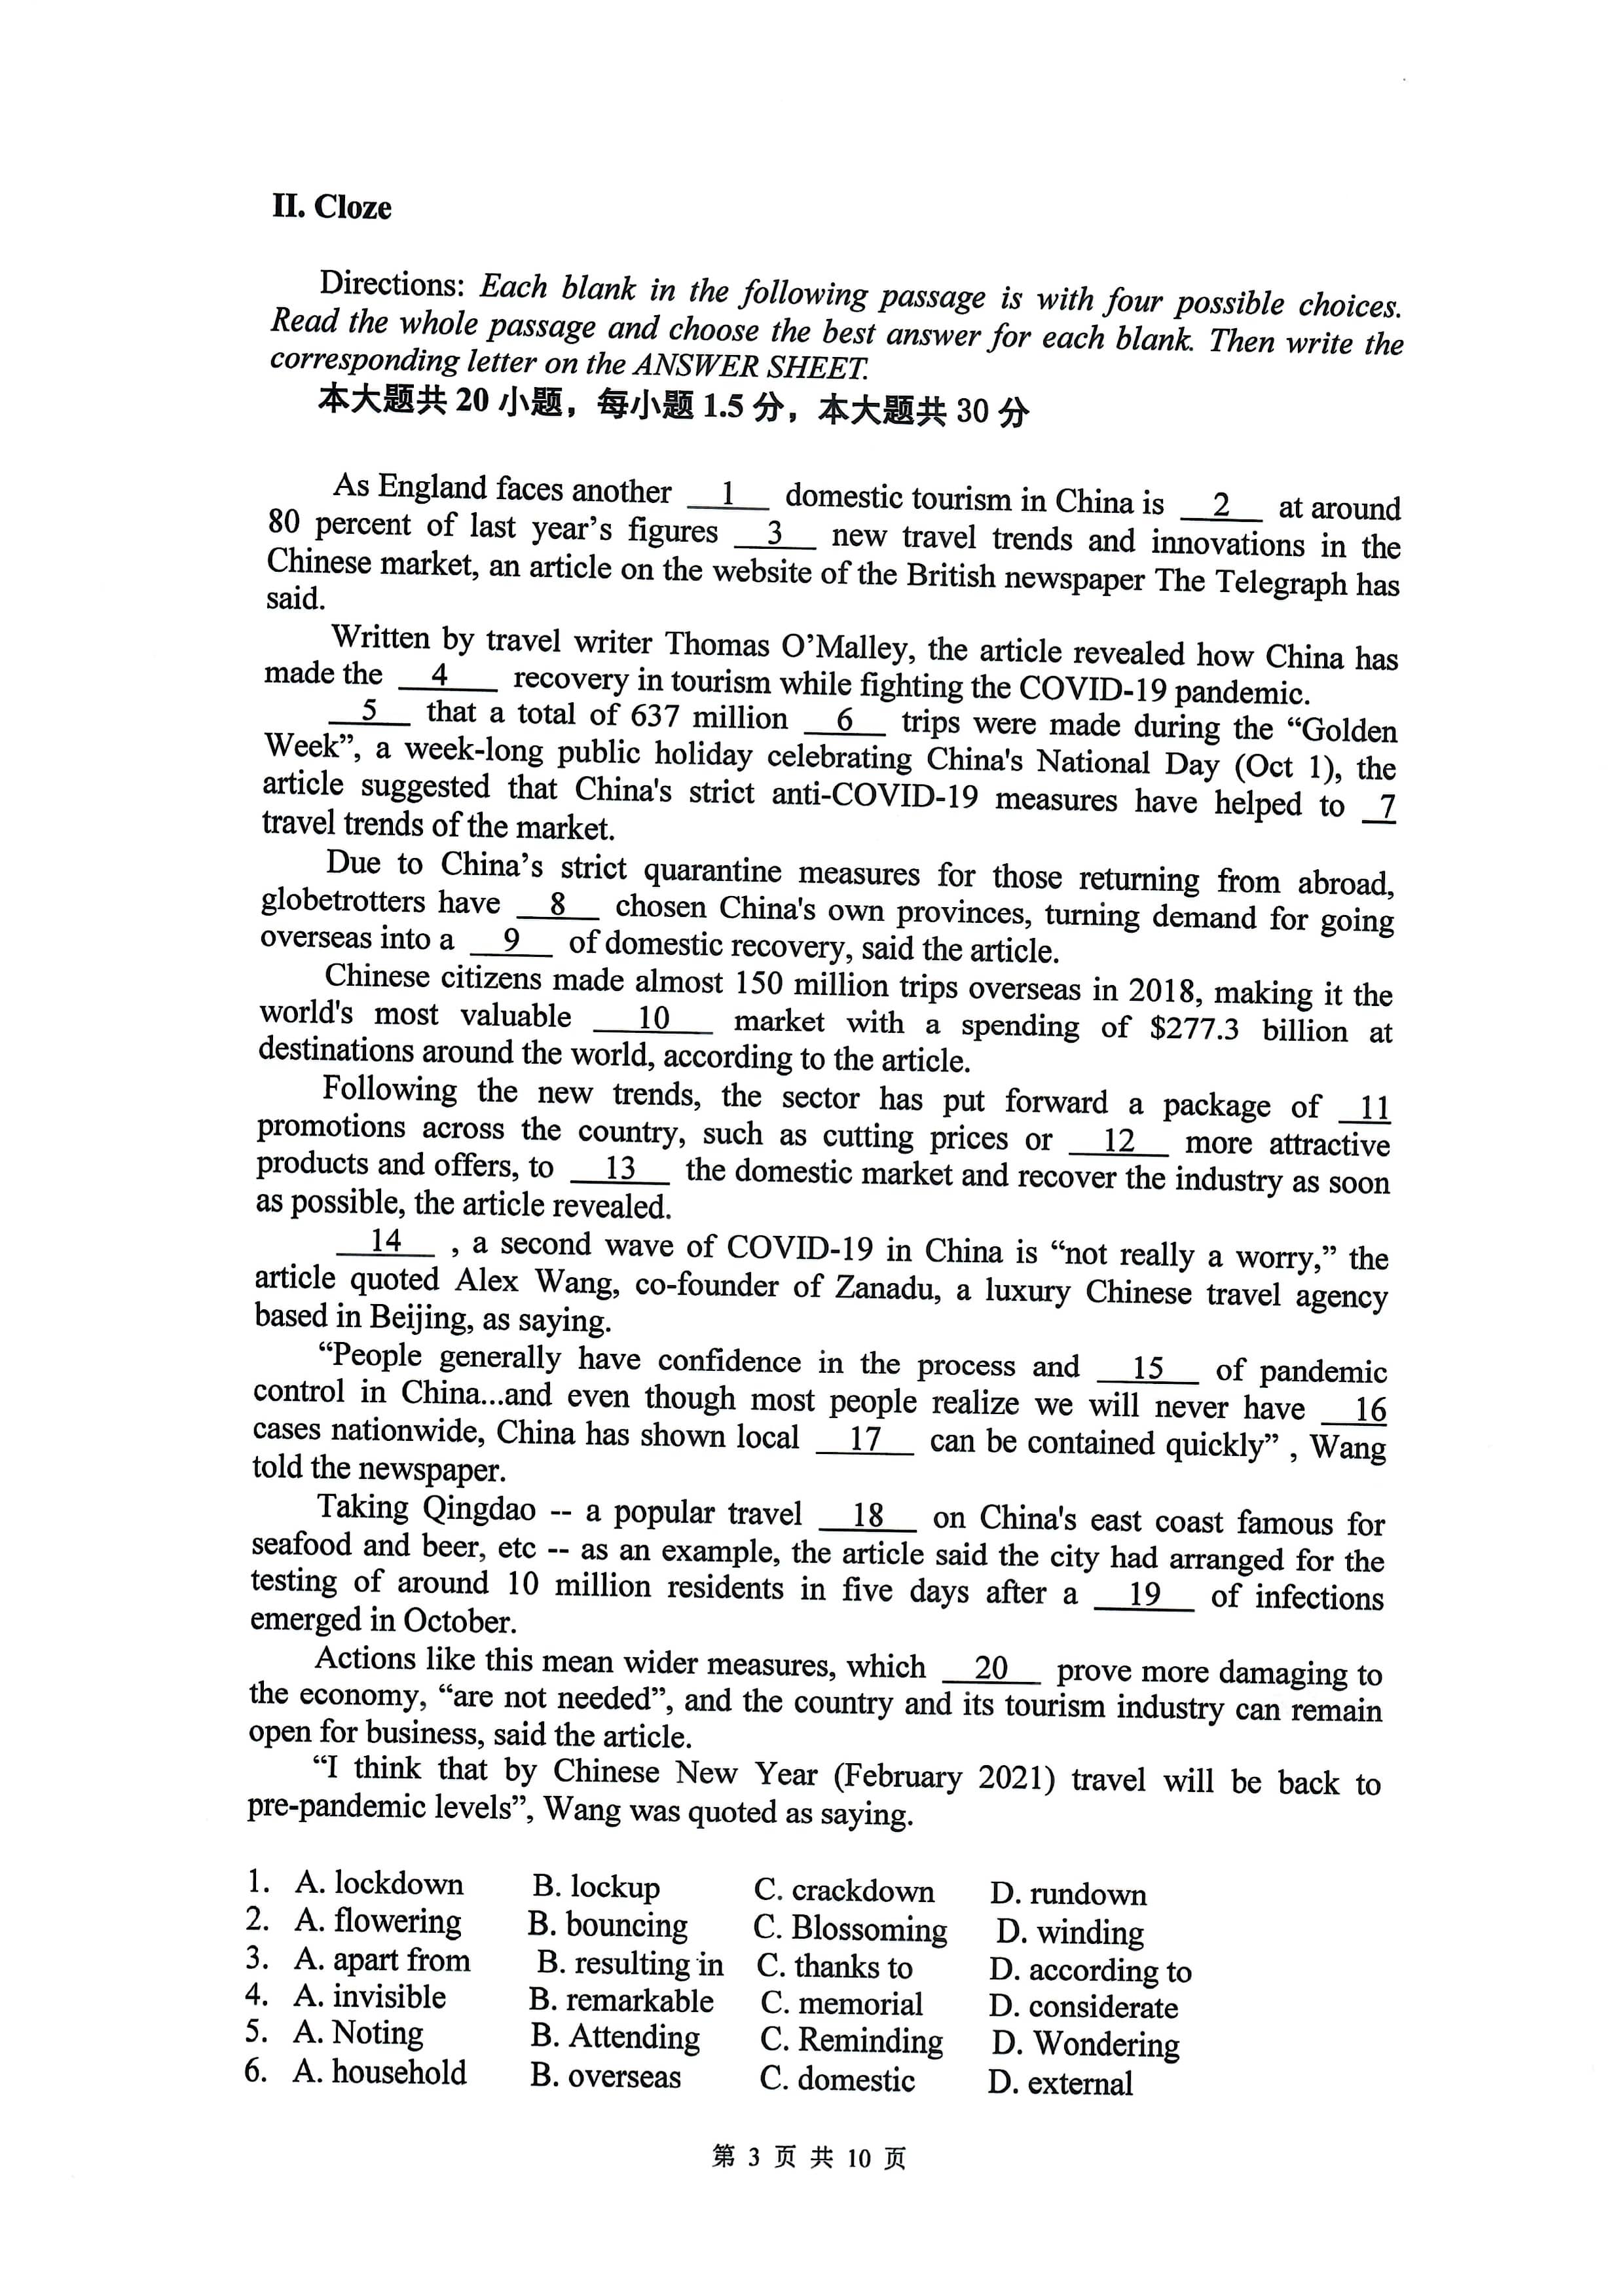 II. Cloze
Directions: Each blank in the following passage is with four possible choices.
Read the whole passage and choose the best answer for each blank. Then write the
corresponding letter on the ANSWER SHEET.
本大题共 20 小题，每小题 1.5 分，本大题共 30 分
As England faces another __1__ domestic tourism in China is __2__ at around
80 percent of last year’s figures __3__ new travel trends and innovations in the
Chinese market, an article on the website of the British newspaper The Telegraph has
said.
Written by travel writer Thomas O’Malley, the article revealed how China has
made the __4__ recovery in tourism while fighting the COVID-19 pandemic.
__5__ that a total of 637 million __6__ trips were made during the “Golden
Week”, a week-long public holiday celebrating China's National Day (Oct 1), the
article suggested that China's strict anti-COVID-19 measures have helped to __7
travel trends of the market.
Due to China’s strict quarantine measures for those returning from abroad,
globetrotters have __8__ chosen China's own provinces, turning demand for going
overseas into a __9__ of domestic recovery, said the article.
Chinese citizens made almost 150 million trips overseas in 2018, making it the
world's most valuable __10__ market with a spending of $277.3 billion at
destinations around the world, according to the article.
Following the new trends, the sector has put forward a package of __11
promotions across the country, such as cutting prices or __12__ more attractive
products and offers, to __13__ the domestic market and recover the industry as soon
as possible, the article revealed.
__14__ , a second wave of COVID-19 in China is “not really a worry,” the
article quoted Alex Wang, co-founder of Zanadu, a luxury Chinese travel agency
based in Beijing, as saying.
“People generally have confidence in the process and __15__ of pandemic
control in China...and even though most people realize we will never have __16
cases nationwide, China has shown local __17__ can be contained quickly” , Wang
told the newspaper.
Taking Qingdao -- a popular travel __18__ on China's east coast famous for
seafood and beer, etc -- as an example, the article said the city had arranged for the
testing of around 10 million residents in five days after a __19__ of infections
emerged in October.
Actions like this mean wider measures, which __20__ prove more damaging to
the economy, “are not needed”, and the country and its tourism industry can remain
open for business, said the article.
“I think that by Chinese New Year (February 2021) travel will be back to
pre-pandemic levels”, Wang was quoted as saying.
1. A. lockdown B. lockup C. crackdown D. rundown
2. A. flowering B. bouncing C. Blossoming D. winding
3. A. apart from B. resulting in C. thanks to D. according to
4. A. invisible B. remarkable C. memorial D. considerate
5. A. Noting B. Attending C. Reminding D. Wondering
6. A. household B. overseas C. domestic D. external
第 3 页 共 10 页